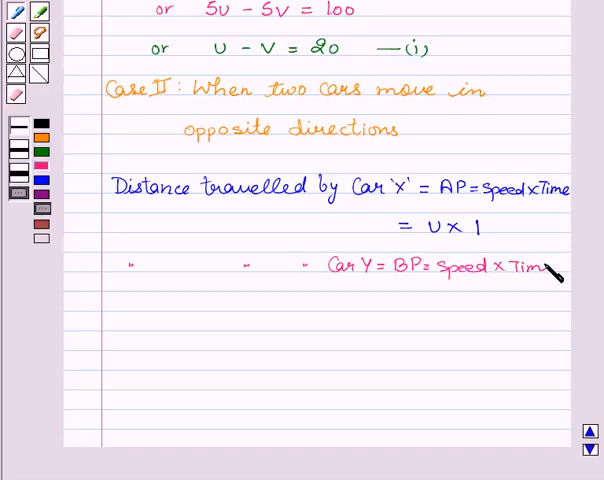 or 5u - 5v = 100
or u - v = 20 —(i)
Case II: When two cars move in
opposite directions
Distance travelled by Car 'X' = AP = Speed x Time
= u x 1
" " " Car Y = BP = Speed x Tim